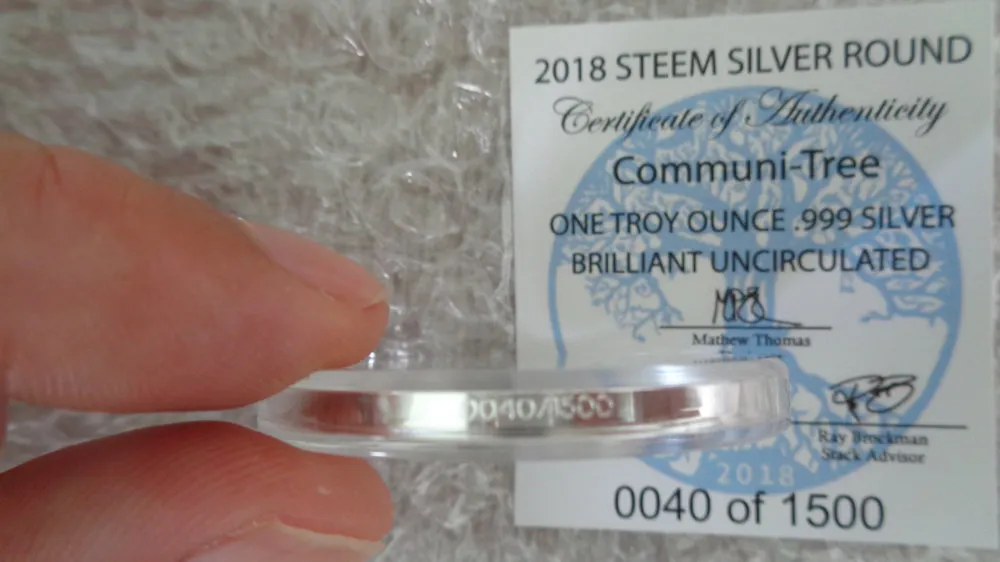 2018 STEEM SILVER ROUND
Certificate of Authenticity
Communi-Tree
ONE TROY OUNCE .999 SILVER
BRILLIANT UNCIRCULATED
Mathew Thomas
0040/1500
Ray Brockman
Stack Advisor
2018
0040 of 1500